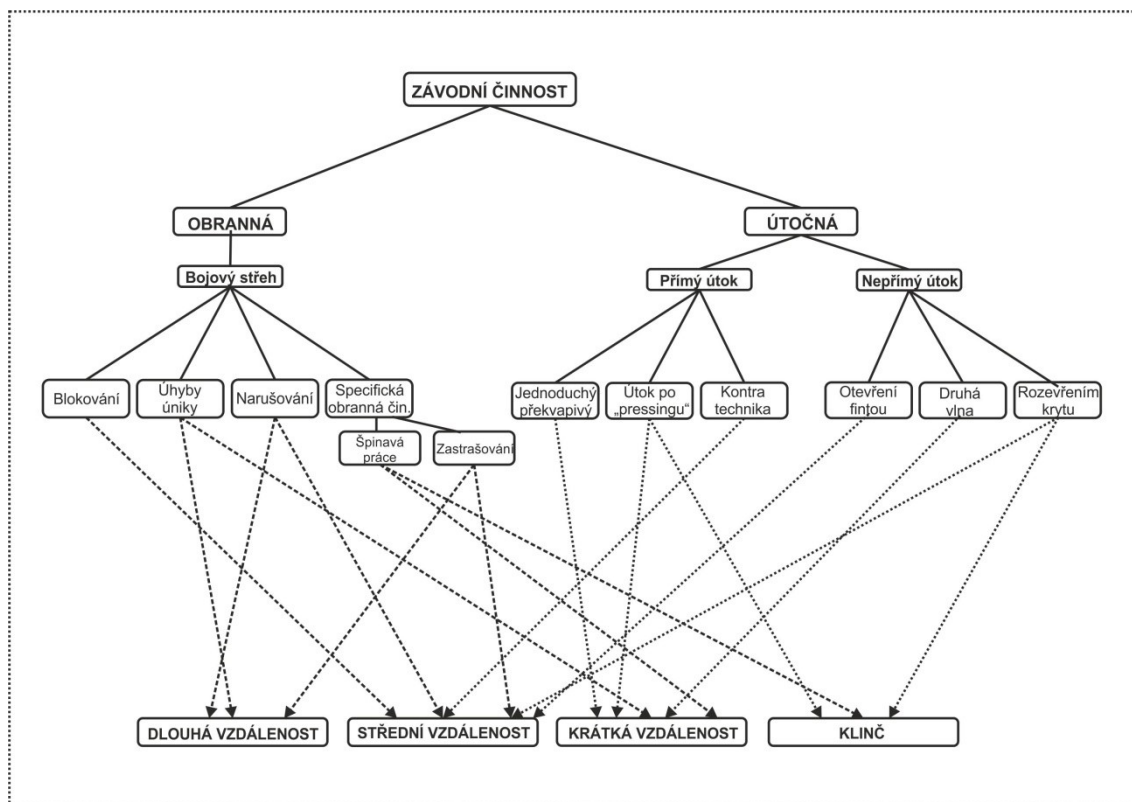 ZÁVODNÍ ČINNOST
OBRANNÁ
ÚTOČNÁ
Bojový střeh
Přímý útok
Nepřímý útok
Blokování
Úhyby
úniky
Narušování
Specifická
obranná čin.
Jednoduchý
překvapivý
Útok po
„pressingu“
Kontra
technika
Otevření
fintou
Druhá
vlna
Rozevřením
krytu
Špinavá
práce
Zastrašování
DLOUHÁ VZDÁLENOST
STŘEDNÍ VZDÁLENOST
KRÁTKÁ VZDÁLENOST
KLINČ